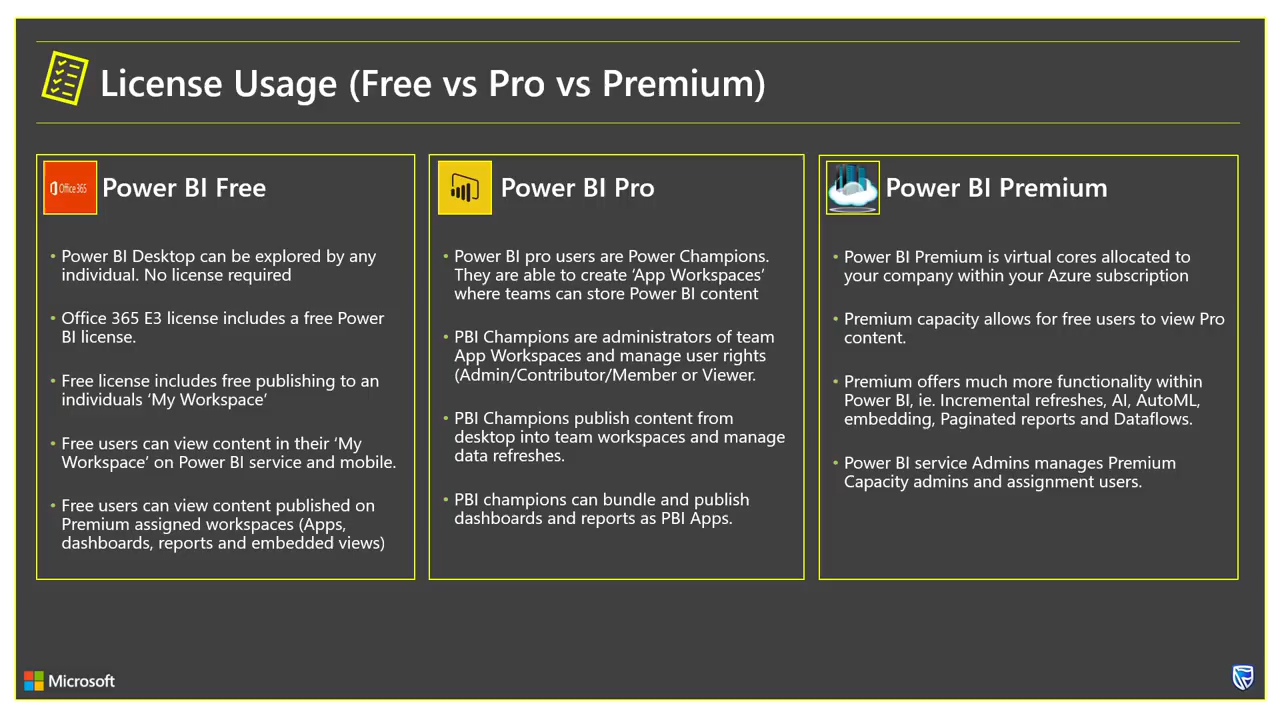 License Usage (Free vs Pro vs Premium)
Office 365
Power BI Free
• Power BI Desktop can be explored by any
individual. No license required
• Office 365 E3 license includes a free Power
BI license.
• Free license includes free publishing to an
individuals ‘My Workspace’
• Free users can view content in their ‘My
Workspace’ on Power BI service and mobile.
• Free users can view content published on
Premium assigned workspaces (Apps,
dashboards, reports and embedded views)
Power BI Pro
• Power BI pro users are Power Champions.
They are able to create ‘App Workspaces’
where teams can store Power BI content
• PBI Champions are administrators of team
App Workspaces and manage user rights
(Admin/Contributor/Member or Viewer.
• PBI Champions publish content from
desktop into team workspaces and manage
data refreshes.
• PBI champions can bundle and publish
dashboards and reports as PBI Apps.
Power BI Premium
• Power BI Premium is virtual cores allocated to
your company within your Azure subscription
• Premium capacity allows for free users to view Pro
content.
• Premium offers much more functionality within
Power BI, ie. Incremental refreshes, AI, AutoML,
embedding, Paginated reports and Dataflows.
• Power BI service Admins manages Premium
Capacity admins and assignment users.
Microsoft